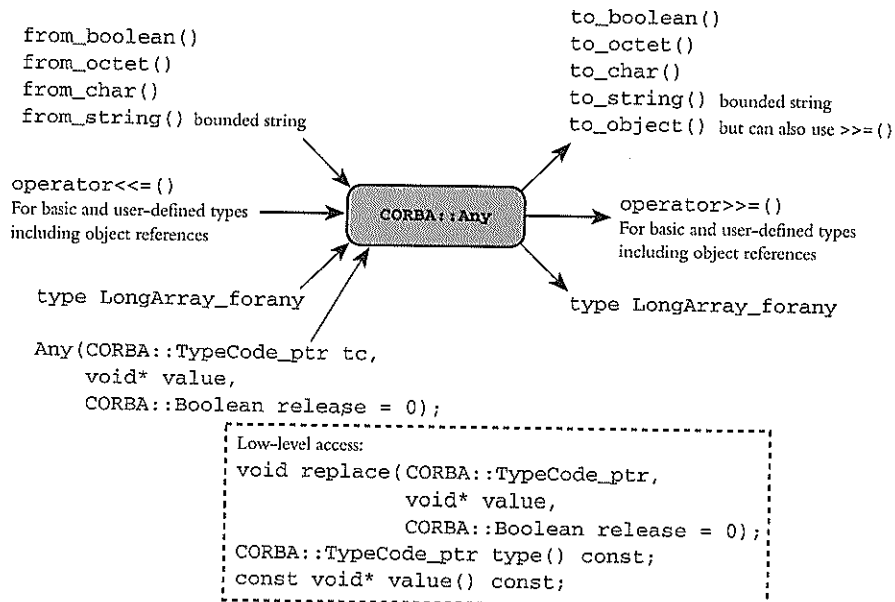 from_boolean()
from_octet()
from_char()
from_string() bounded string
to_boolean()
to_octet()
to_char()
to_string() bounded string
to_object() but can also use >>=()
operator<<=()
For basic and user-defined types
including object references
CORBA::Any
operator>>=()
For basic and user-defined types
including object references
type LongArray_forany
type LongArray_forany
Any(CORBA::TypeCode_ptr tc,
void* value,
CORBA::Boolean release = 0);
Low-level access:
void replace(CORBA::TypeCode_ptr,
void* value,
CORBA::Boolean release = 0);
CORBA::TypeCode_ptr type() const;
const void* value() const;